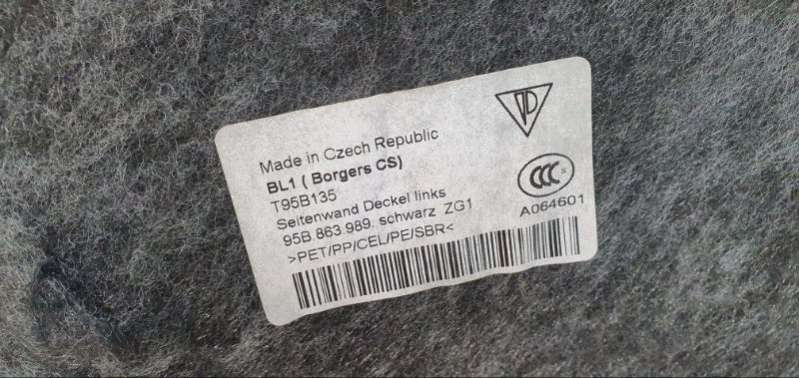 Made in Czech Republic
BL1 ( Borgers CS)
T95B135
Seitenwand Deckel links
95B 863 989. schwarz ZG1
>PET/PP/CEL/PE/SBR<
CCC
A064601